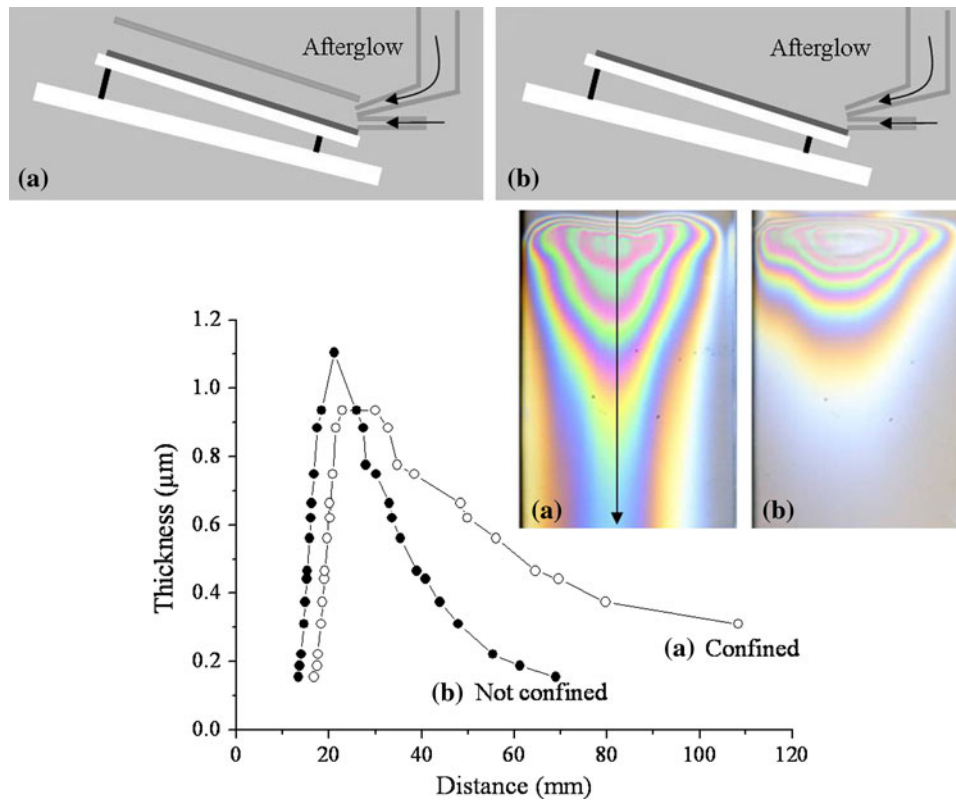 Afterglow
(a)
Afterglow
(b)
(a)
(b)
1.2
1.0
0.8
0.6
0.4
0.2
0.0
Thickness (µm)
(a) Confined
(b) Not confined
0 20 40 60 80 100 120
Distance (mm)